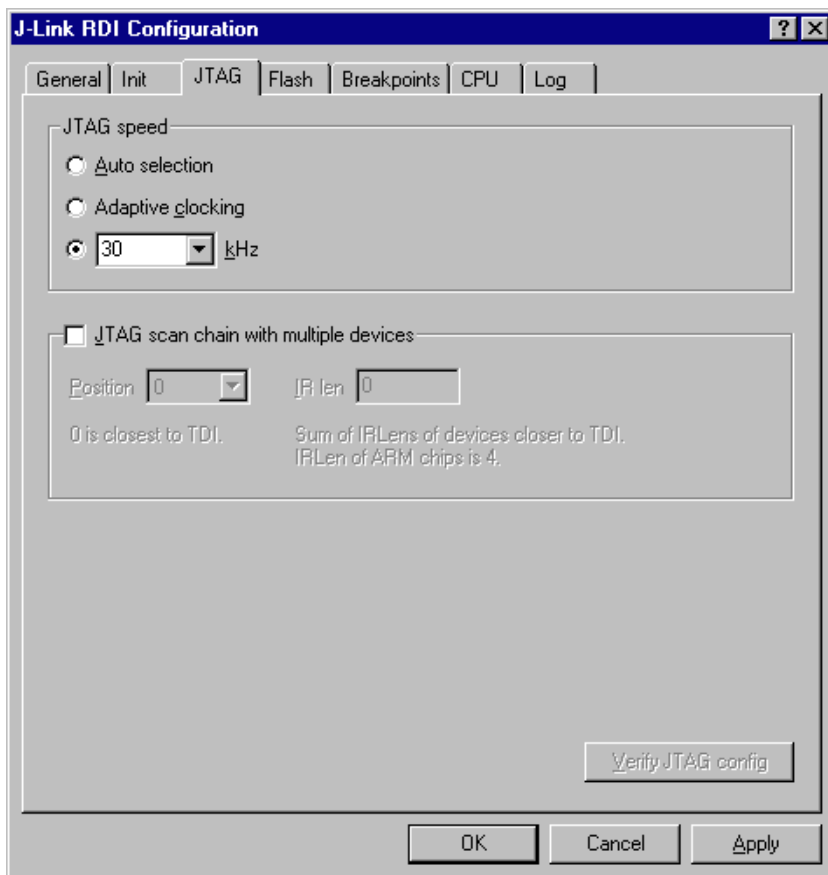 J-Link RDI Configuration
General Init JTAG Flash Breakpoints CPU Log
JTAG speed
Auto selection
Adaptive clocking
30 kHz
JTAG scan chain with multiple devices
Position 0 IR len 0
0 is closest to TDI. Sum of IRLens of devices closer to TDI.
IRLen of ARM chips is 4.
Verify JTAG config
OK Cancel Apply